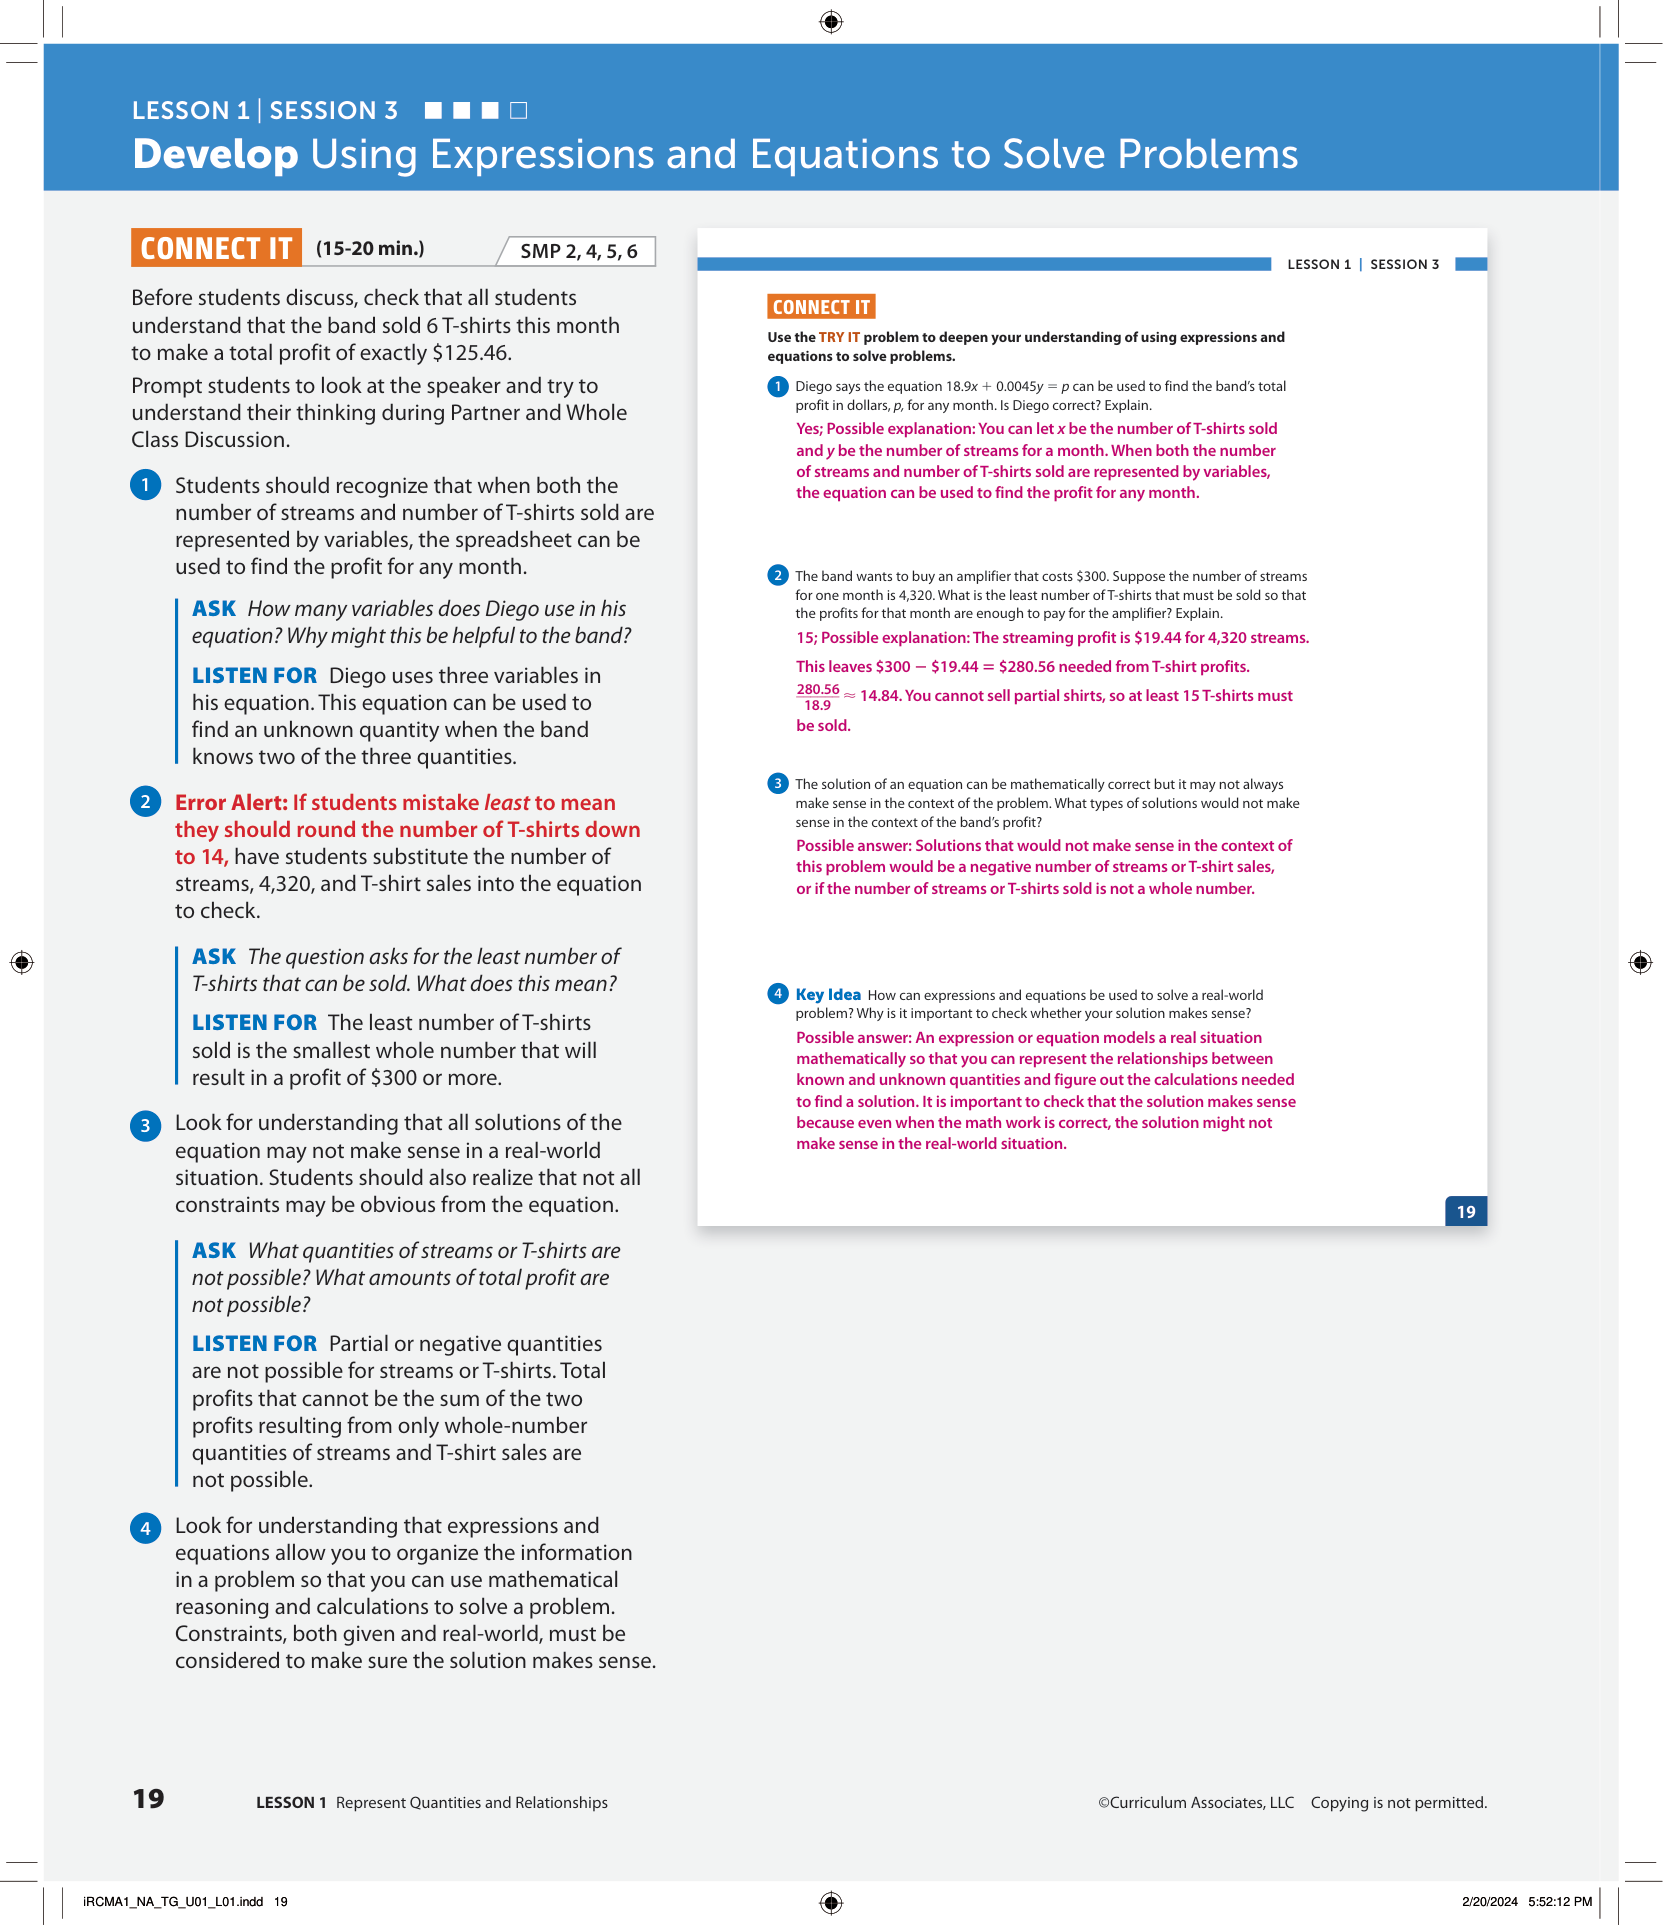 LESSON 1 | SESSION 3
Develop Using Expressions and Equations to Solve Problems
CONNECT IT (15-20 min.) SMP 2, 4, 5, 6
Before students discuss, check that all students
understand that the band sold 6 T-shirts this month
to make a total profit of exactly $125.46.
Prompt students to look at the speaker and try to
understand their thinking during Partner and Whole
Class Discussion.
1 Students should recognize that when both the
number of streams and number of T-shirts sold are
represented by variables, the spreadsheet can be
used to find the profit for any month.
ASK How many variables does Diego use in his
equation? Why might this be helpful to the band?
LISTEN FOR Diego uses three variables in
his equation. This equation can be used to
find an unknown quantity when the band
knows two of the three quantities.
2 Error Alert: If students mistake least to mean
they should round the number of T-shirts down
to 14, have students substitute the number of
streams, 4,320, and T-shirt sales into the equation
to check.
ASK The question asks for the least number of
T-shirts that can be sold. What does this mean?
LISTEN FOR The least number of T-shirts
sold is the smallest whole number that will
result in a profit of $300 or more.
3 Look for understanding that all solutions of the
equation may not make sense in a real-world
situation. Students should also realize that not all
constraints may be obvious from the equation.
ASK What quantities of streams or T-shirts are
not possible? What amounts of total profit are
not possible?
LISTEN FOR Partial or negative quantities
are not possible for streams or T-shirts. Total
profits that cannot be the sum of the two
profits resulting from only whole-number
quantities of streams and T-shirt sales are
not possible.
4 Look for understanding that expressions and
equations allow you to organize the information
in a problem so that you can use mathematical
reasoning and calculations to solve a problem.
Constraints, both given and real-world, must be
considered to make sure the solution makes sense.
LESSON 1 | SESSION 3
CONNECT IT
Use the TRY IT problem to deepen your understanding of using expressions and
equations to solve problems.
1 Diego says the equation 18.9x + 0.0045y = p can be used to find the band's total
profit in dollars, p, for any month. Is Diego correct? Explain.
Yes; Possible explanation: You can let x be the number of T-shirts sold
and y be the number of streams for a month. When both the number
of streams and number of T-shirts sold are represented by variables,
the equation can be used to find the profit for any month.
2 The band wants to buy an amplifier that costs $300. Suppose the number of streams
for one month is 4,320. What is the least number of T-shirts that must be sold so that
the profits for that month are enough to pay for the amplifier? Explain.
15; Possible explanation: The streaming profit is $19.44 for 4,320 streams.
This leaves $300 − $19.44 = $280.56 needed from T-shirt profits.
280.56/18.9 ≈ 14.84. You cannot sell partial shirts, so at least 15 T-shirts must
be sold.
3 The solution of an equation can be mathematically correct but it may not always
make sense in the context of the problem. What types of solutions would not make
sense in the context of the band's profit?
Possible answer: Solutions that would not make sense in the context of
this problem would be a negative number of streams or T-shirt sales,
or if the number of streams or T-shirts sold is not a whole number.
4 Key Idea How can expressions and equations be used to solve a real-world
problem? Why is it important to check whether your solution makes sense?
Possible answer: An expression or equation models a real situation
mathematically so that you can represent the relationships between
known and unknown quantities and figure out the calculations needed
to find a solution. It is important to check that the solution makes sense
because even when the math work is correct, the solution might not
make sense in the real-world situation.
19
19 LESSON 1 Represent Quantities and Relationships ©Curriculum Associates, LLC Copying is not permitted.
iRCMA1_NA_TG_U01_L01.indd 19 2/20/2024 5:52:12 PM